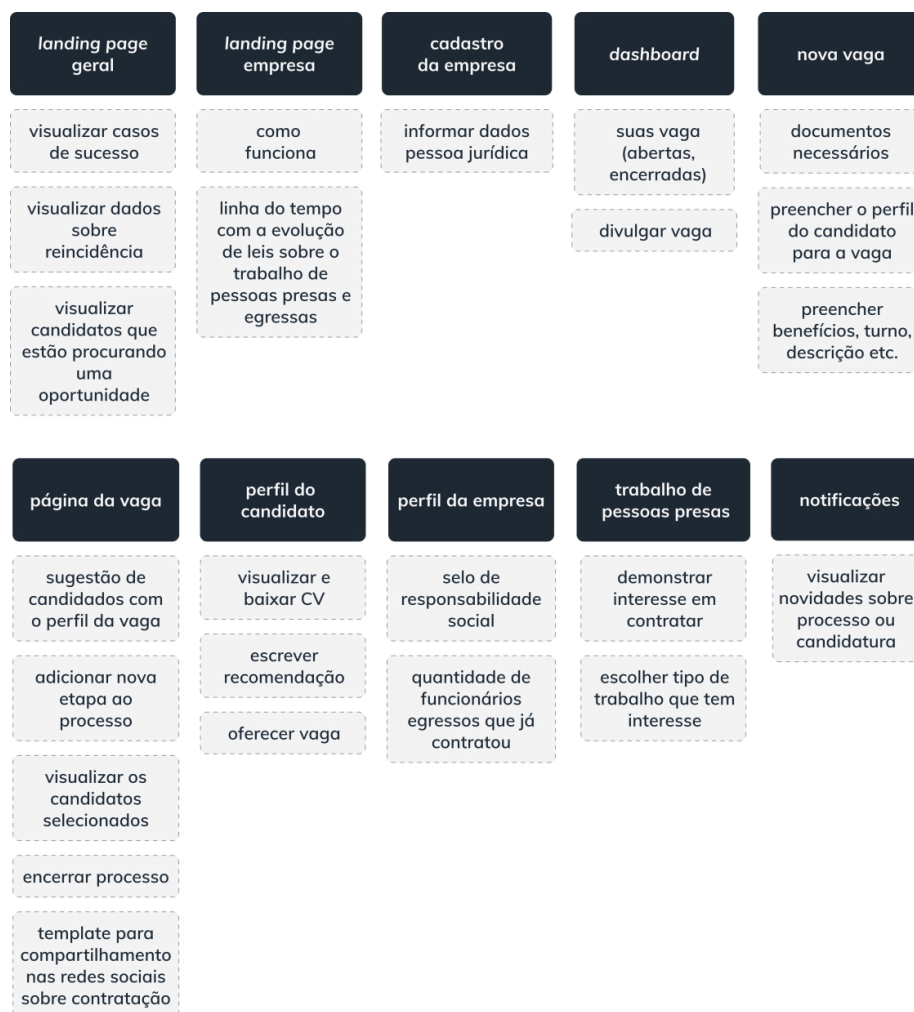 landing page
geral
visualizar casos
de sucesso
visualizar dados
sobre
reincidência
visualizar
candidatos que
estão procurando
uma
oportunidade
landing page
empresa
como
funciona
linha do tempo
com a evolução
de leis sobre o
trabalho de
pessoas presas e
egressas
cadastro
da empresa
informar dados
pessoa jurídica
dashboard
suas vaga
(abertas,
encerradas)
divulgar vaga
nova vaga
documentos
necessários
preencher o perfil
do candidato
para a vaga
preencher
benefícios, turno,
descrição etc.
página da vaga
sugestão de
candidados com
o perfil da vaga
adicionar nova
etapa ao
processo
visualizar os
candidatos
selecionados
encerrar processo
template para
compartilhamento
nas redes sociais
sobre contratação
perfil do
candidato
visualizar e
baixar CV
escrever
recomendação
oferecer vaga
perfil da empresa
selo de
responsabilidade
social
quantidade de
funcionários
egressos que já
contratou
trabalho de
pessoas presas
demonstrar
interesse em
contratar
escolher tipo de
trabalho que tem
interesse
notificações
visualizar
novidades sobre
processo ou
candidatura